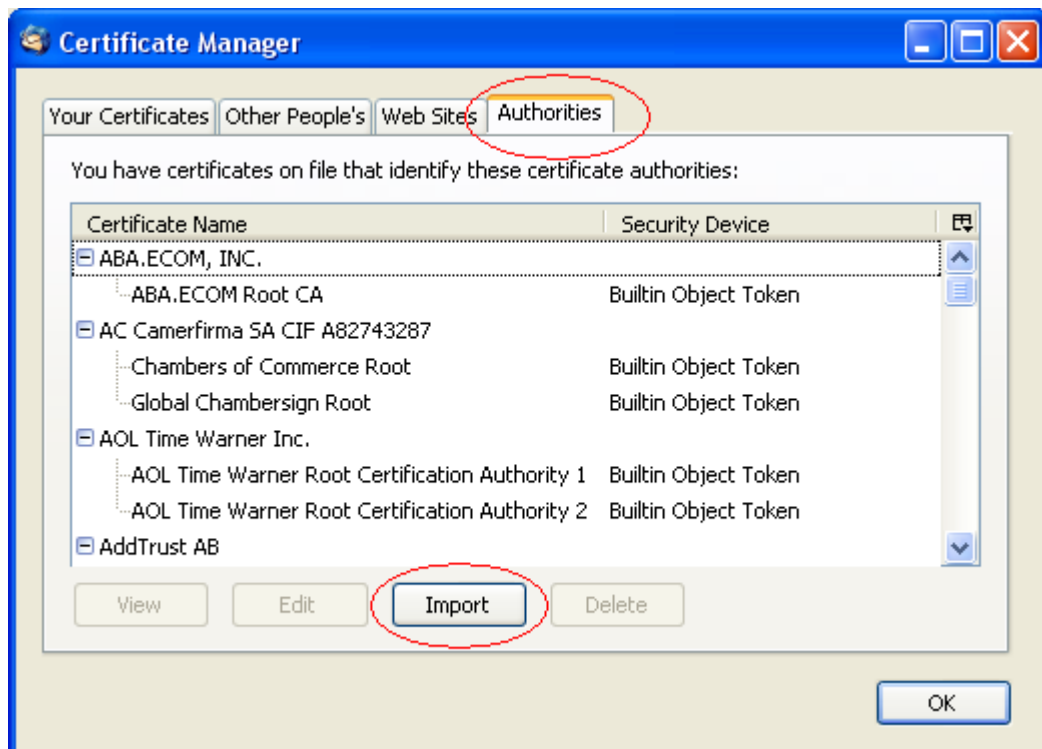 Certificate Manager
Your Certificates Other People's Web Sites Authorities
You have certificates on file that identify these certificate authorities:
Certificate Name Security Device
ABA.ECOM, INC.
ABA.ECOM Root CA Builtin Object Token
AC Camerfirma SA CIF A82743287
Chambers of Commerce Root Builtin Object Token
Global Chambersign Root Builtin Object Token
AOL Time Warner Inc.
AOL Time Warner Root Certification Authority 1 Builtin Object Token
AOL Time Warner Root Certification Authority 2 Builtin Object Token
AddTrust AB
View Edit Import Delete
OK